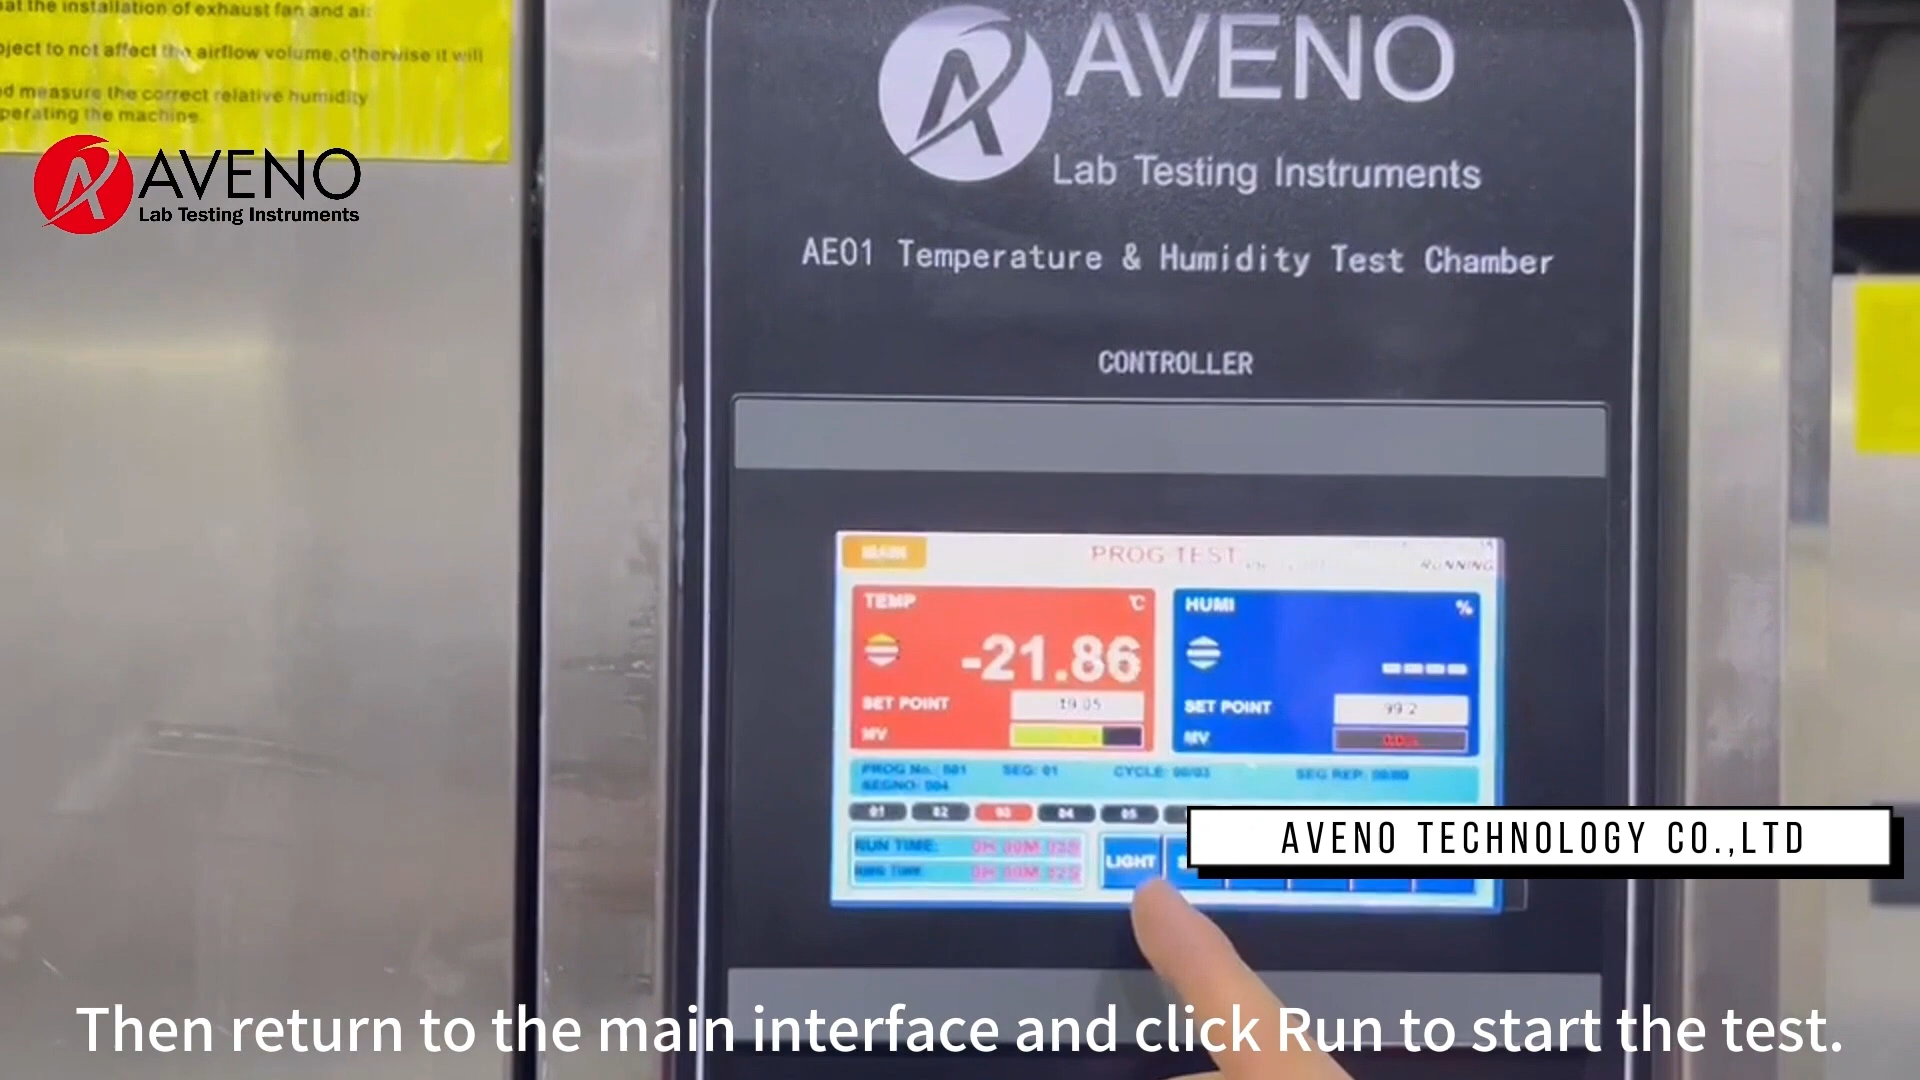 at the installation of exhaust fan and air
ject to not affect the airflow volume,otherwise it will
d measure the correct relative humidity
perating the machine.
AVENO
Lab Testing Instruments
AVENO
Lab Testing Instruments
AE01 Temperature & Humidity Test Chamber
CONTROLLER
MAIN
PROG TEST
RUNNING
TEMP ℃
-21.86
SET POINT 19.05
MV
HUMI %
----
SET POINT 99.2
MV
PROG No.: 001 SEG: 01 CYCLE: 00/03 SEG REP: 00/00
SEGNO: 004
01 02 03 04 05
RUN TIME:
LIGHT
AVENO TECHNOLOGY CO.,LTD
Then return to the main interface and click Run to start the test.